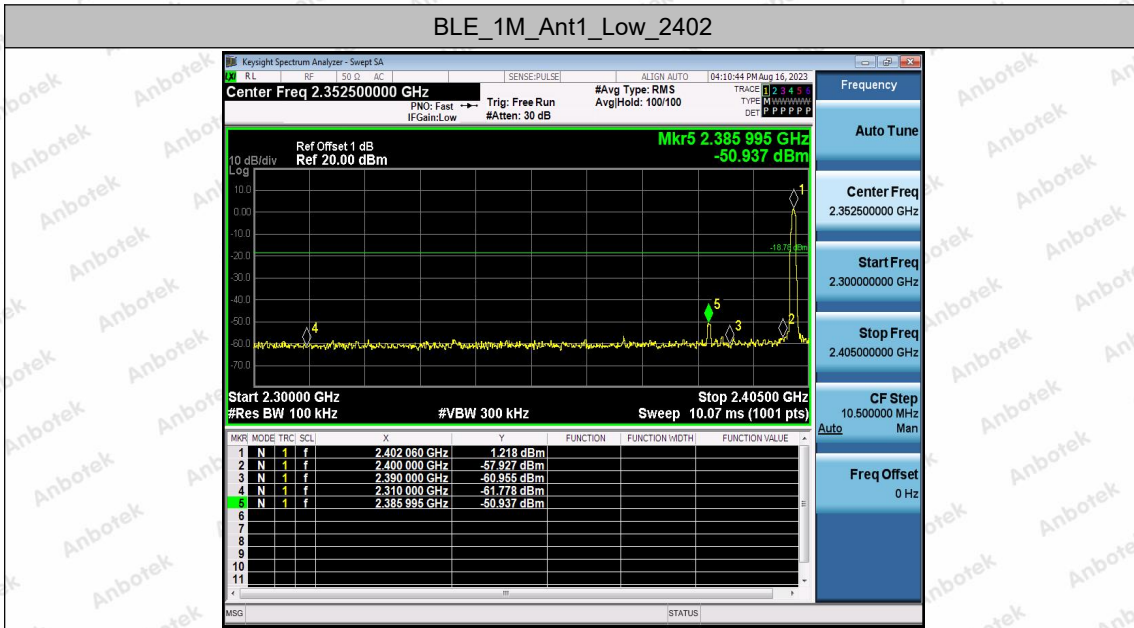 BLE_1M_Ant1_Low_2402
Keysight Spectrum Analyzer - Swept SA
RL RF 50 Ω AC SENSE:PULSE ALIGN AUTO 04:10:44 PM Aug 16, 2023
Center Freq 2.352500000 GHz
PNO: Fast
IFGain:Low
Trig: Free Run
#Atten: 30 dB
#Avg Type: RMS
Avg|Hold: 100/100
TRACE 1 2 3 4 5 6
TYPE M WWWWW
DET P P P P P P
Mkr5 2.385 995 GHz
-50.937 dBm
Ref Offset 1 dB
10 dB/div Ref 20.00 dBm
Log
10.0
0.00
-10.0
-20.0
-30.0
-40.0
-50.0
-60.0
-70.0
-18.78 dBm
1
5
4
3
2
Start 2.30000 GHz Stop 2.40500 GHz
#Res BW 100 kHz #VBW 300 kHz Sweep 10.07 ms (1001 pts)
MKR MODE TRC SCL X Y FUNCTION FUNCTION WIDTH FUNCTION VALUE
1 N 1 f 2.402 060 GHz 1.218 dBm
2 N 1 f 2.400 000 GHz -57.927 dBm
3 N 1 f 2.390 000 GHz -60.955 dBm
4 N 1 f 2.310 000 GHz -61.778 dBm
5 N 1 f 2.385 995 GHz -50.937 dBm
6
7
8
9
10
11
MSG STATUS
Frequency
Auto Tune
Center Freq
2.352500000 GHz
Start Freq
2.300000000 GHz
Stop Freq
2.405000000 GHz
CF Step
10.500000 MHz
Auto Man
Freq Offset
0 Hz
Anbotek